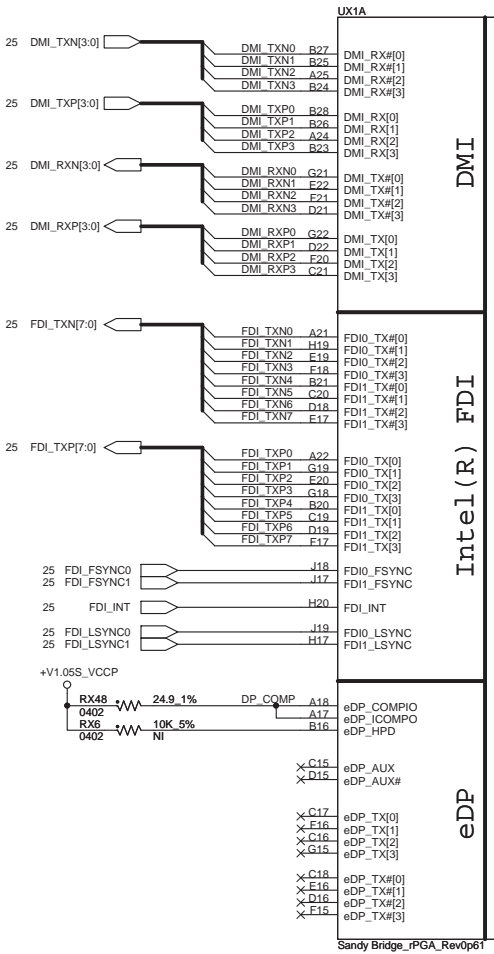 UX1A
25 DMI_TXN[3:0]
DMI_TXN0 B27 DMI_RX#[0]
DMI_TXN1 B25 DMI_RX#[1]
DMI_TXN2 A25 DMI_RX#[2]
DMI_TXN3 B24 DMI_RX#[3]
25 DMI_TXP[3:0]
DMI_TXP0 B28 DMI_RX[0]
DMI_TXP1 B26 DMI_RX[1]
DMI_TXP2 A24 DMI_RX[2]
DMI_TXP3 B23 DMI_RX[3]
DMI
25 DMI_RXN[3:0]
DMI_RXN0 G21 DMI_TX#[0]
DMI_RXN1 E22 DMI_TX#[1]
DMI_RXN2 F21 DMI_TX#[2]
DMI_RXN3 D21 DMI_TX#[3]
25 DMI_RXP[3:0]
DMI_RXP0 G22 DMI_TX[0]
DMI_RXP1 D22 DMI_TX[1]
DMI_RXP2 F20 DMI_TX[2]
DMI_RXP3 C21 DMI_TX[3]
25 FDI_TXN[7:0]
FDI_TXN0 A21 FDI0_TX#[0]
FDI_TXN1 H19 FDI0_TX#[1]
FDI_TXN2 E19 FDI0_TX#[2]
FDI_TXN3 F18 FDI0_TX#[3]
FDI_TXN4 B21 FDI1_TX#[0]
FDI_TXN5 C20 FDI1_TX#[1]
FDI_TXN6 D18 FDI1_TX#[2]
FDI_TXN7 E17 FDI1_TX#[3]
Intel(R) FDI
25 FDI_TXP[7:0]
FDI_TXP0 A22 FDI0_TX[0]
FDI_TXP1 G19 FDI0_TX[1]
FDI_TXP2 E20 FDI0_TX[2]
FDI_TXP3 G18 FDI0_TX[3]
FDI_TXP4 B20 FDI1_TX[0]
FDI_TXP5 C19 FDI1_TX[1]
FDI_TXP6 D19 FDI1_TX[2]
FDI_TXP7 F17 FDI1_TX[3]
25 FDI_FSYNC0 J18 FDI0_FSYNC
25 FDI_FSYNC1 J17 FDI1_FSYNC
25 FDI_INT H20 FDI_INT
25 FDI_LSYNC0 J19 FDI0_LSYNC
25 FDI_LSYNC1 H17 FDI1_LSYNC
+V1.05S_VCCP
RX48 24.9_1% DP_COMP A18 eDP_COMPIO
0402 A17 eDP_ICOMPO
RX6 10K_5% B16 eDP_HPD
0402 NI
C15 eDP_AUX
D15 eDP_AUX#
eDP
C17 eDP_TX[0]
F16 eDP_TX[1]
C16 eDP_TX[2]
G15 eDP_TX[3]
C18 eDP_TX#[0]
E16 eDP_TX#[1]
D16 eDP_TX#[2]
F15 eDP_TX#[3]
Sandy Bridge_rPGA_Rev0p61